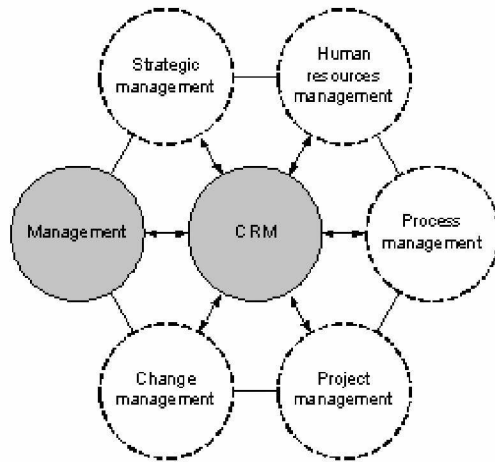 Strategic
management
Human
resources
management
Management
CRM
Process
management
Change
management
Project
management